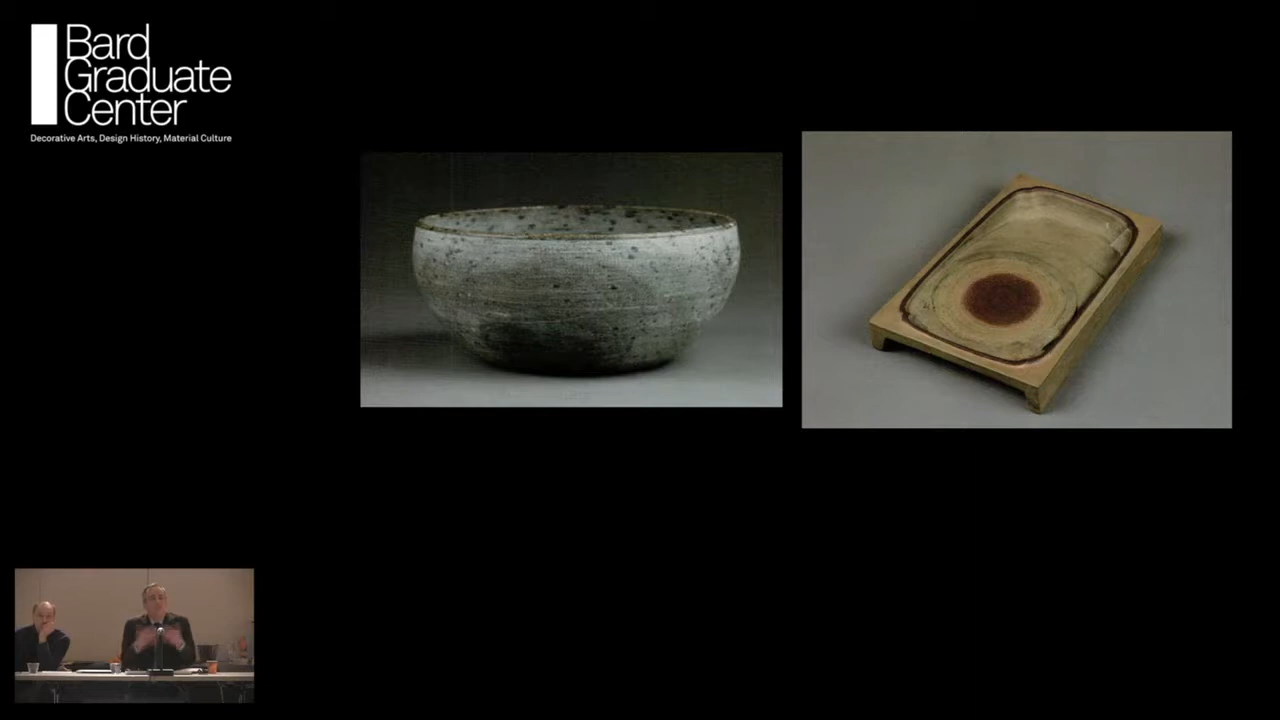 Bard
Graduate
Center
Decorative Arts, Design History, Material Culture